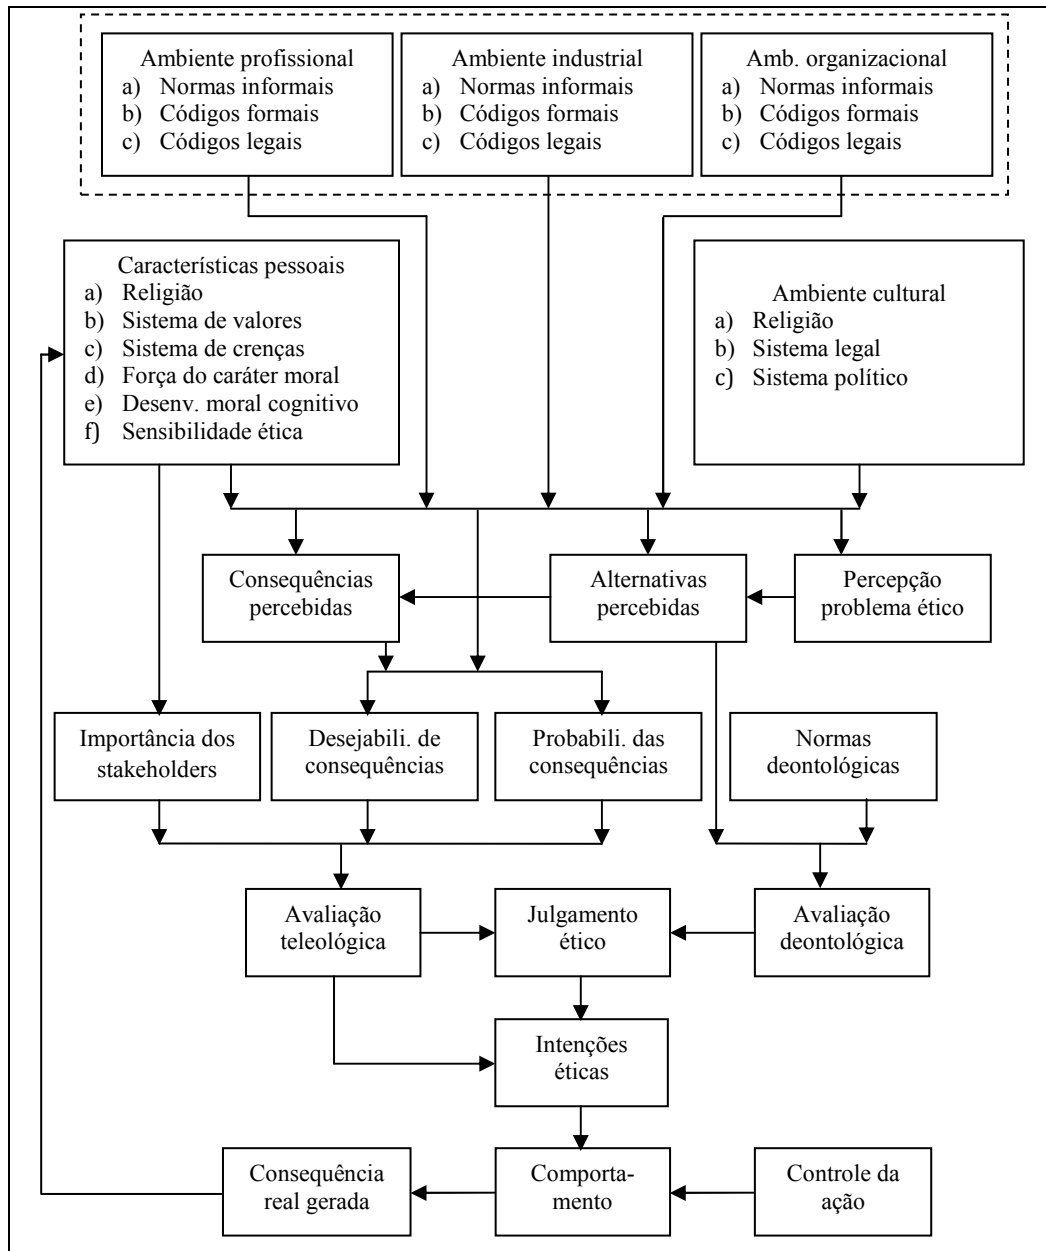 Ambiente profissional
a) Normas informais
b) Códigos formais
c) Códigos legais
Ambiente industrial
a) Normas informais
b) Códigos formais
c) Códigos legais
Amb. organizacional
a) Normas informais
b) Códigos formais
c) Códigos legais
Características pessoais
a) Religião
b) Sistema de valores
c) Sistema de crenças
d) Força do caráter moral
e) Desenv. moral cognitivo
f) Sensibilidade ética
Ambiente cultural
a) Religião
b) Sistema legal
c) Sistema político
Consequências
percebidas
Alternativas
percebidas
Percepção
problema ético
Importância dos
stakeholders
Desejabili. de
consequências
Probabili. das
consequências
Normas
deontológicas
Avaliação
teleológica
Julgamento
ético
Avaliação
deontológica
Intenções
éticas
Consequência
real gerada
Comporta-
mento
Controle da
ação